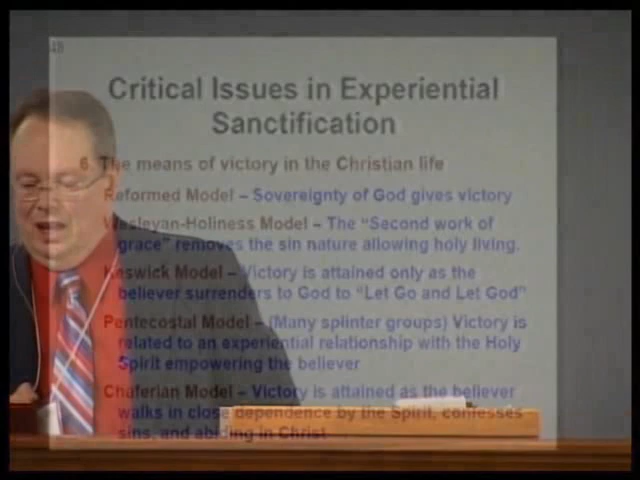 48
Critical Issues in Experiential
Sanctification
6. The means of victory in the Christian life
Reformed Model – Sovereignty of God gives victory
Wesleyan-Holiness Model – The "Second work of
grace" removes the sin nature allowing holy living.
Keswick Model – Victory is attained only as the
believer surrenders to God to "Let Go and Let God"
Pentecostal Model – (Many splinter groups) Victory is
related to an experiential relationship with the Holy
Spirit empowering the believer
Chaferian Model – Victory is attained as the believer
walks in close dependence by the Spirit, confesses
sins, and abiding in Christ